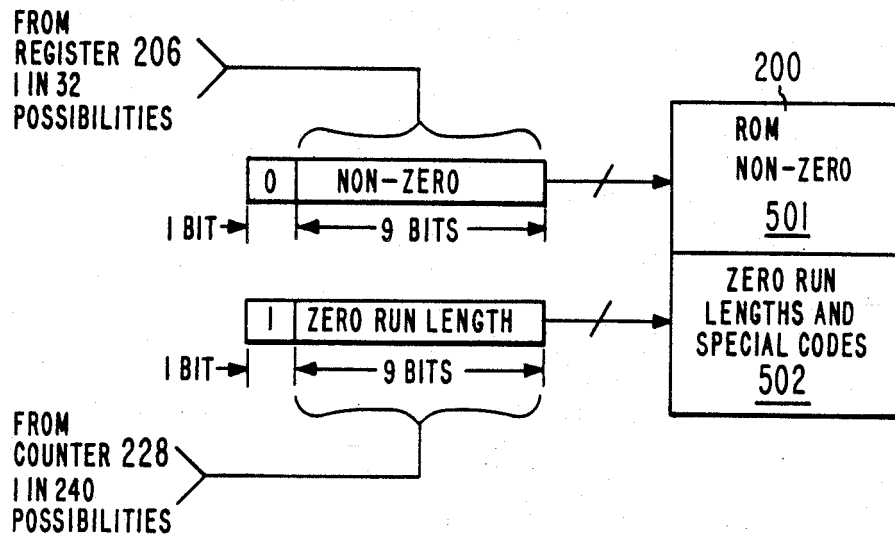 FROM
REGISTER 206
1 IN 32
POSSIBILITIES
200
ROM
NON-ZERO
501
0 NON-ZERO
1 BIT 9 BITS
ZERO RUN
LENGTHS AND
SPECIAL CODES
502
1 ZERO RUN LENGTH
1 BIT 9 BITS
FROM
COUNTER 228
1 IN 240
POSSIBILITIES